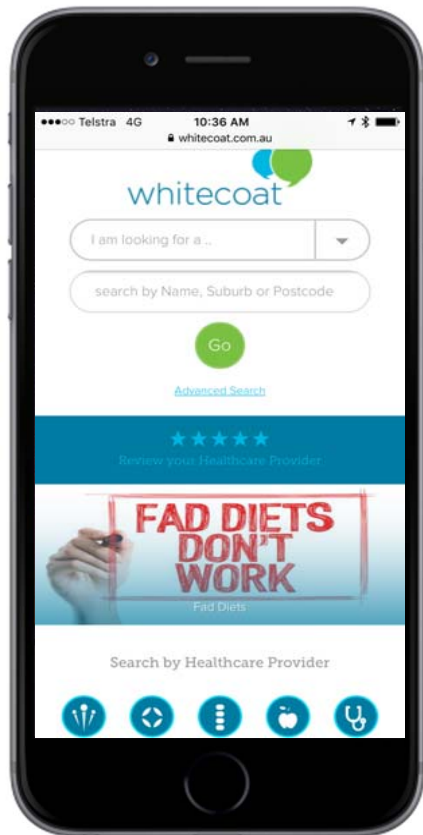 Telstra 4G 10:36 AM
whitecoat.com.au
whitecoat
I am looking for a ..
search by Name, Suburb or Postcode
Go
Advanced Search
Review your Healthcare Provider
FAD DIETS
DON'T
WORK
Fad Diets
Search by Healthcare Provider